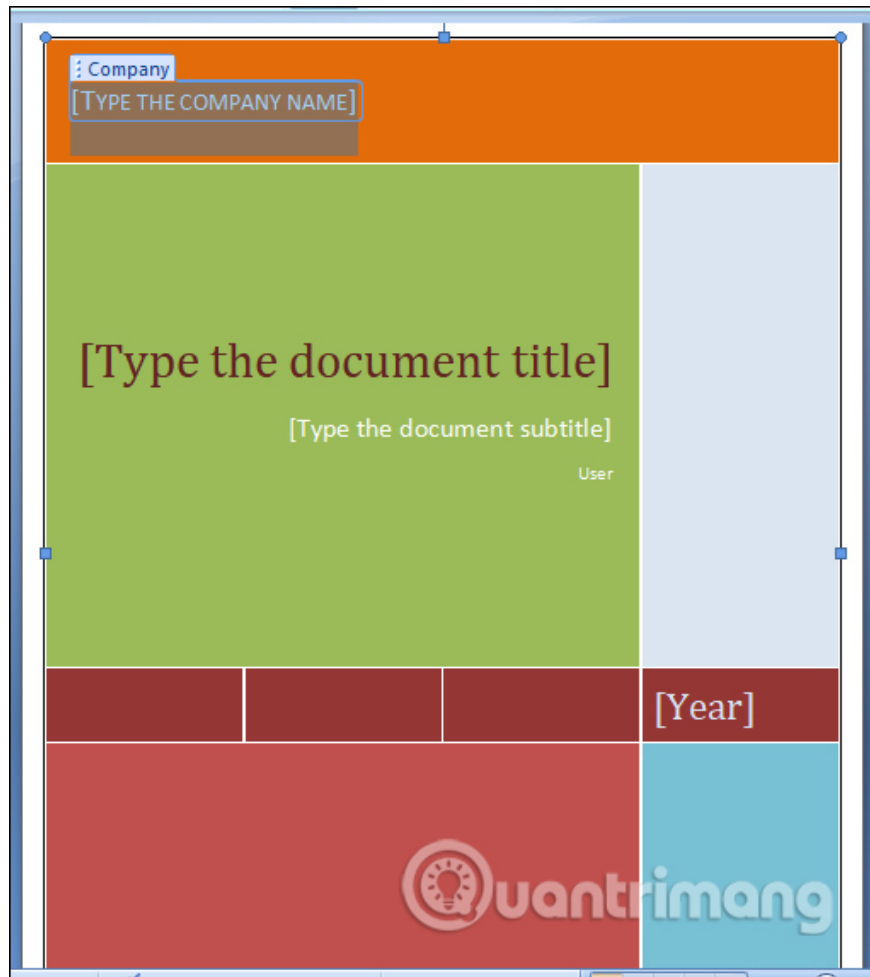 Company
[TYPE THE COMPANY NAME]
[Type the document title]
[Type the document subtitle]
User
[Year]
Quantrimang